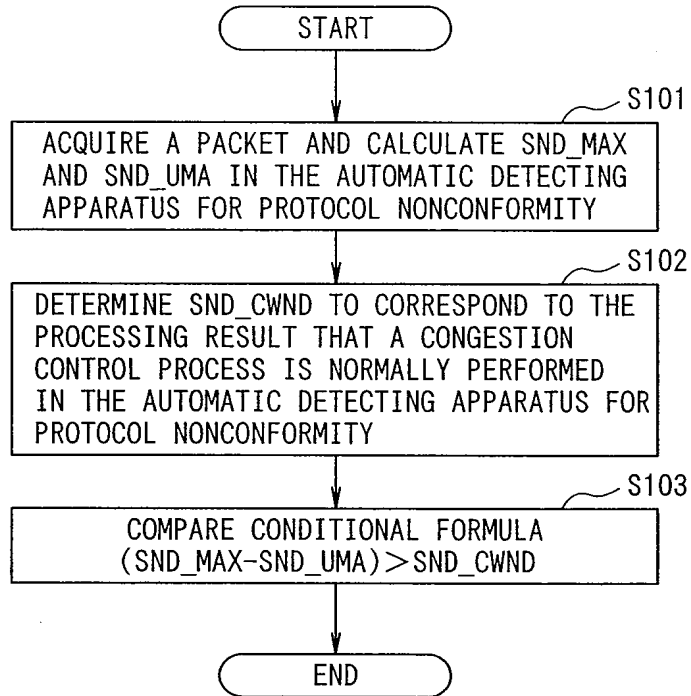 START
S101
ACQUIRE A PACKET AND CALCULATE SND_MAX
AND SND_UMA IN THE AUTOMATIC DETECTING
APPARATUS FOR PROTOCOL NONCONFORMITY
S102
DETERMINE SND_CWND TO CORRESPOND TO THE
PROCESSING RESULT THAT A CONGESTION
CONTROL PROCESS IS NORMALLY PERFORMED
IN THE AUTOMATIC DETECTING APPARATUS FOR
PROTOCOL NONCONFORMITY
S103
COMPARE CONDITIONAL FORMULA
(SND_MAX-SND_UMA)>SND_CWND
END